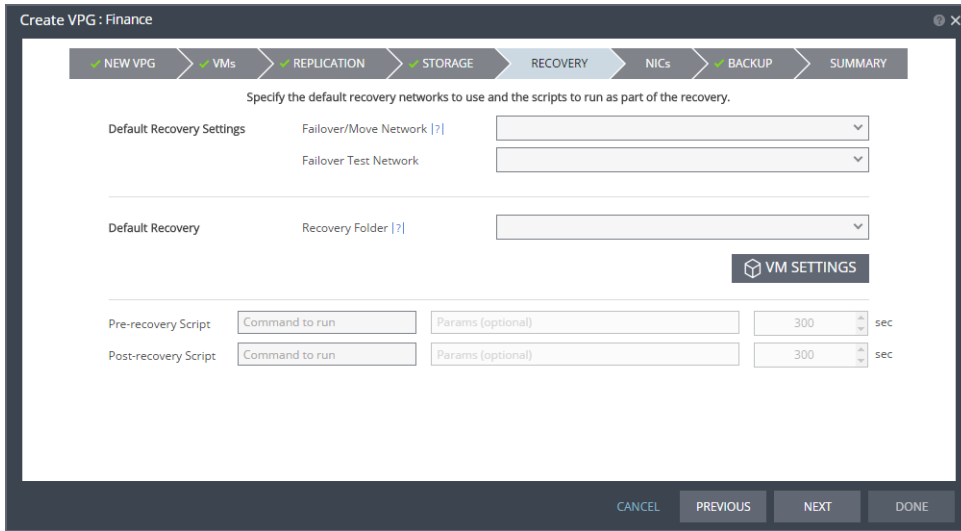 Create VPG : Finance
NEW VPG VMs REPLICATION STORAGE RECOVERY NICs BACKUP SUMMARY
Specify the default recovery networks to use and the scripts to run as part of the recovery.
Default Recovery Settings Failover/Move Network |?|
Failover Test Network
Default Recovery Recovery Folder |?|
VM SETTINGS
Pre-recovery Script Command to run Params (optional) 300 sec
Post-recovery Script Command to run Params (optional) 300 sec
CANCEL PREVIOUS NEXT DONE